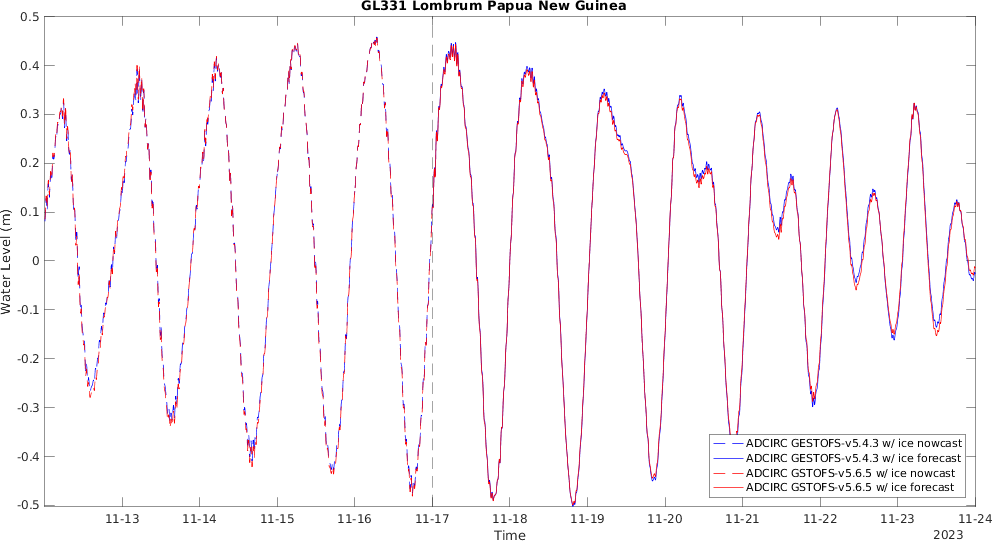 GL331 Lombrum Papua New Guinea
0.5
0.4
0.3
0.2
0.1
0
-0.1
-0.2
-0.3
-0.4
-0.5
Water Level (m)
ADCIRC GESTOFS-v5.4.3 w/ ice nowcast
ADCIRC GESTOFS-v5.4.3 w/ ice forecast
ADCIRC GSTOFS-v5.6.5 w/ ice nowcast
ADCIRC GSTOFS-v5.6.5 w/ ice forecast
11-13 11-14 11-15 11-16 11-17 11-18 11-19 11-20 11-21 11-22 11-23 11-24
Time
2023